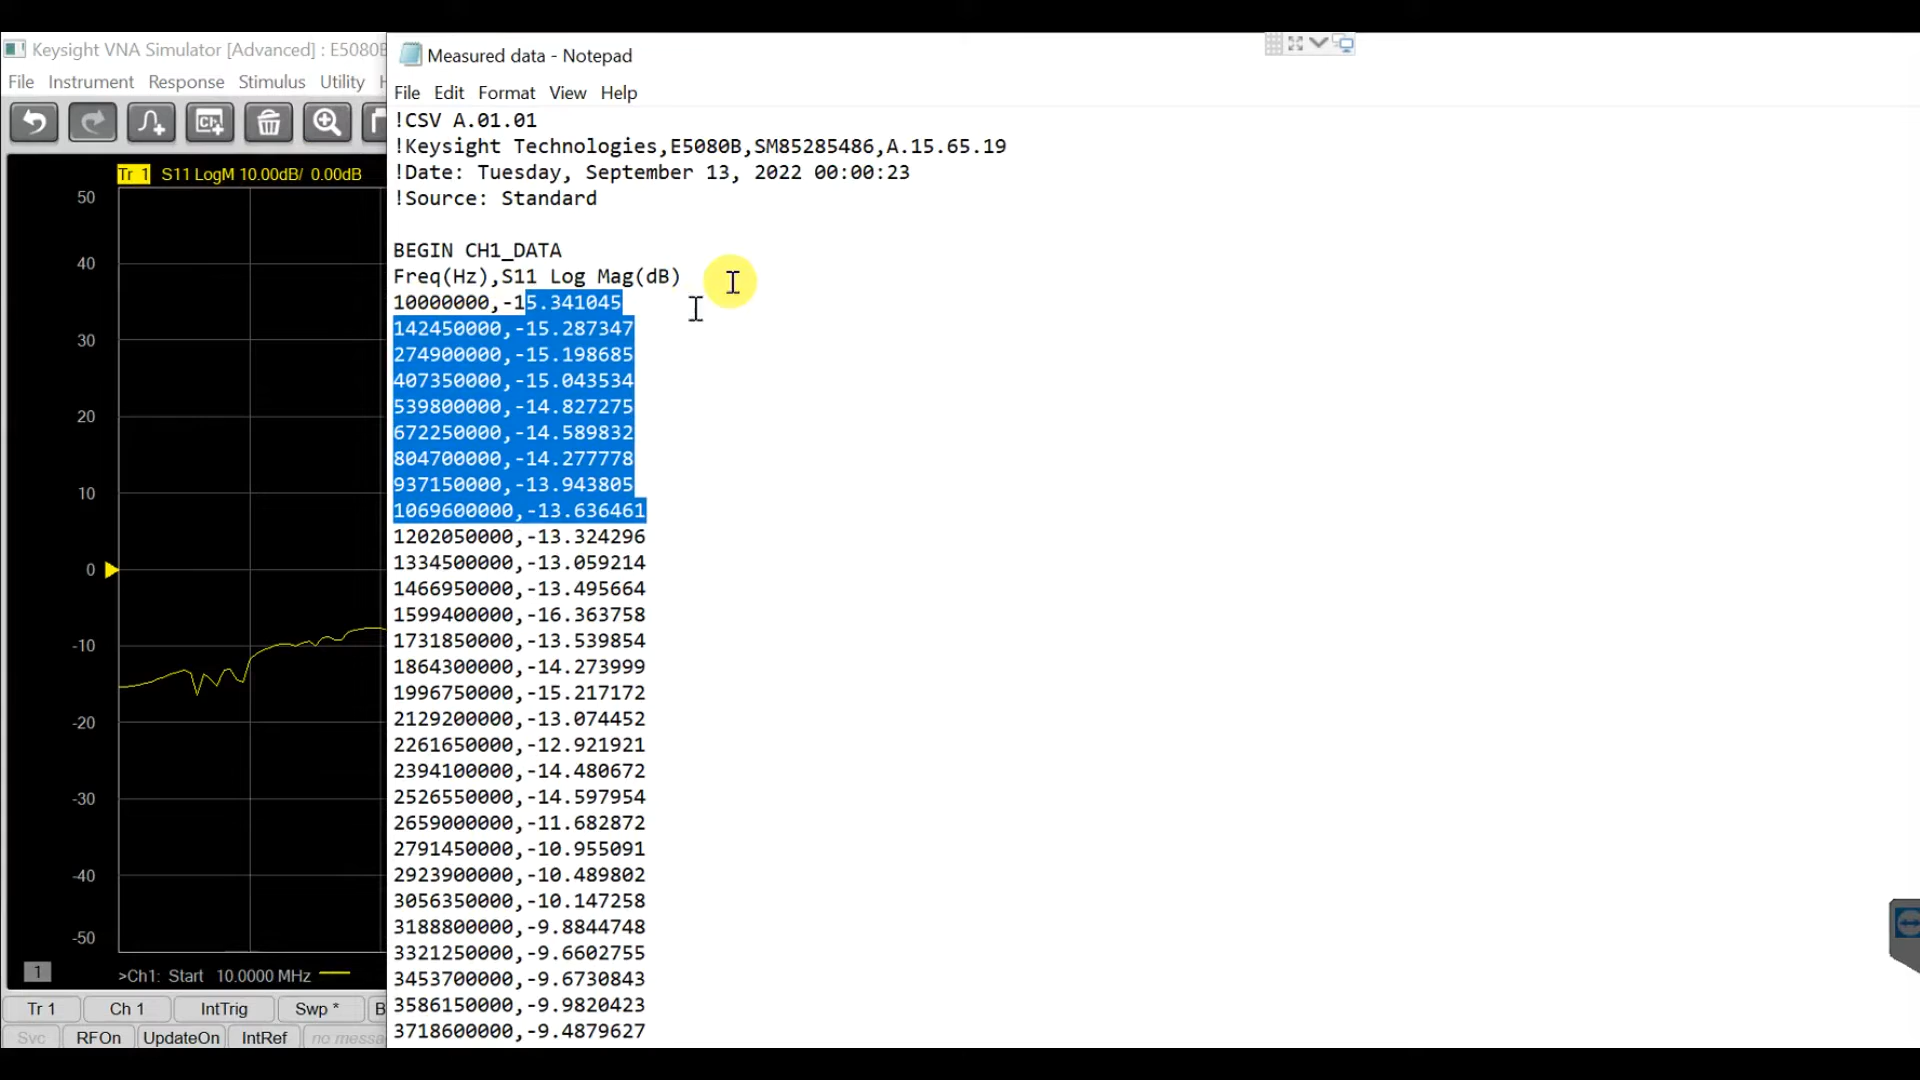 Keysight VNA Simulator [Advanced] : E5080B
File Instrument Response Stimulus Utility
Tr 1 S11 LogM 10.00dB/ 0.00dB
50
40
30
20
10
0
-10
-20
-30
-40
-50
1
>Ch1: Start 10.0000 MHz
Tr 1 Ch 1 IntTrig Swp *
Svc RFOn UpdateOn IntRef no messa
Measured data - Notepad
File Edit Format View Help
!CSV A.01.01
!Keysight Technologies,E5080B,SM85285486,A.15.65.19
!Date: Tuesday, September 13, 2022 00:00:23
!Source: Standard
BEGIN CH1_DATA
Freq(Hz),S11 Log Mag(dB)
10000000,-15.341045
142450000,-15.287347
274900000,-15.198685
407350000,-15.043534
539800000,-14.827275
672250000,-14.589832
804700000,-14.277778
937150000,-13.943805
1069600000,-13.636461
1202050000,-13.324296
1334500000,-13.059214
1466950000,-13.495664
1599400000,-16.363758
1731850000,-13.539854
1864300000,-14.273999
1996750000,-15.217172
2129200000,-13.074452
2261650000,-12.921921
2394100000,-14.480672
2526550000,-14.597954
2659000000,-11.682872
2791450000,-10.955091
2923900000,-10.489802
3056350000,-10.147258
3188800000,-9.8844748
3321250000,-9.6602755
3453700000,-9.6730843
3586150000,-9.9820423
3718600000,-9.4879627